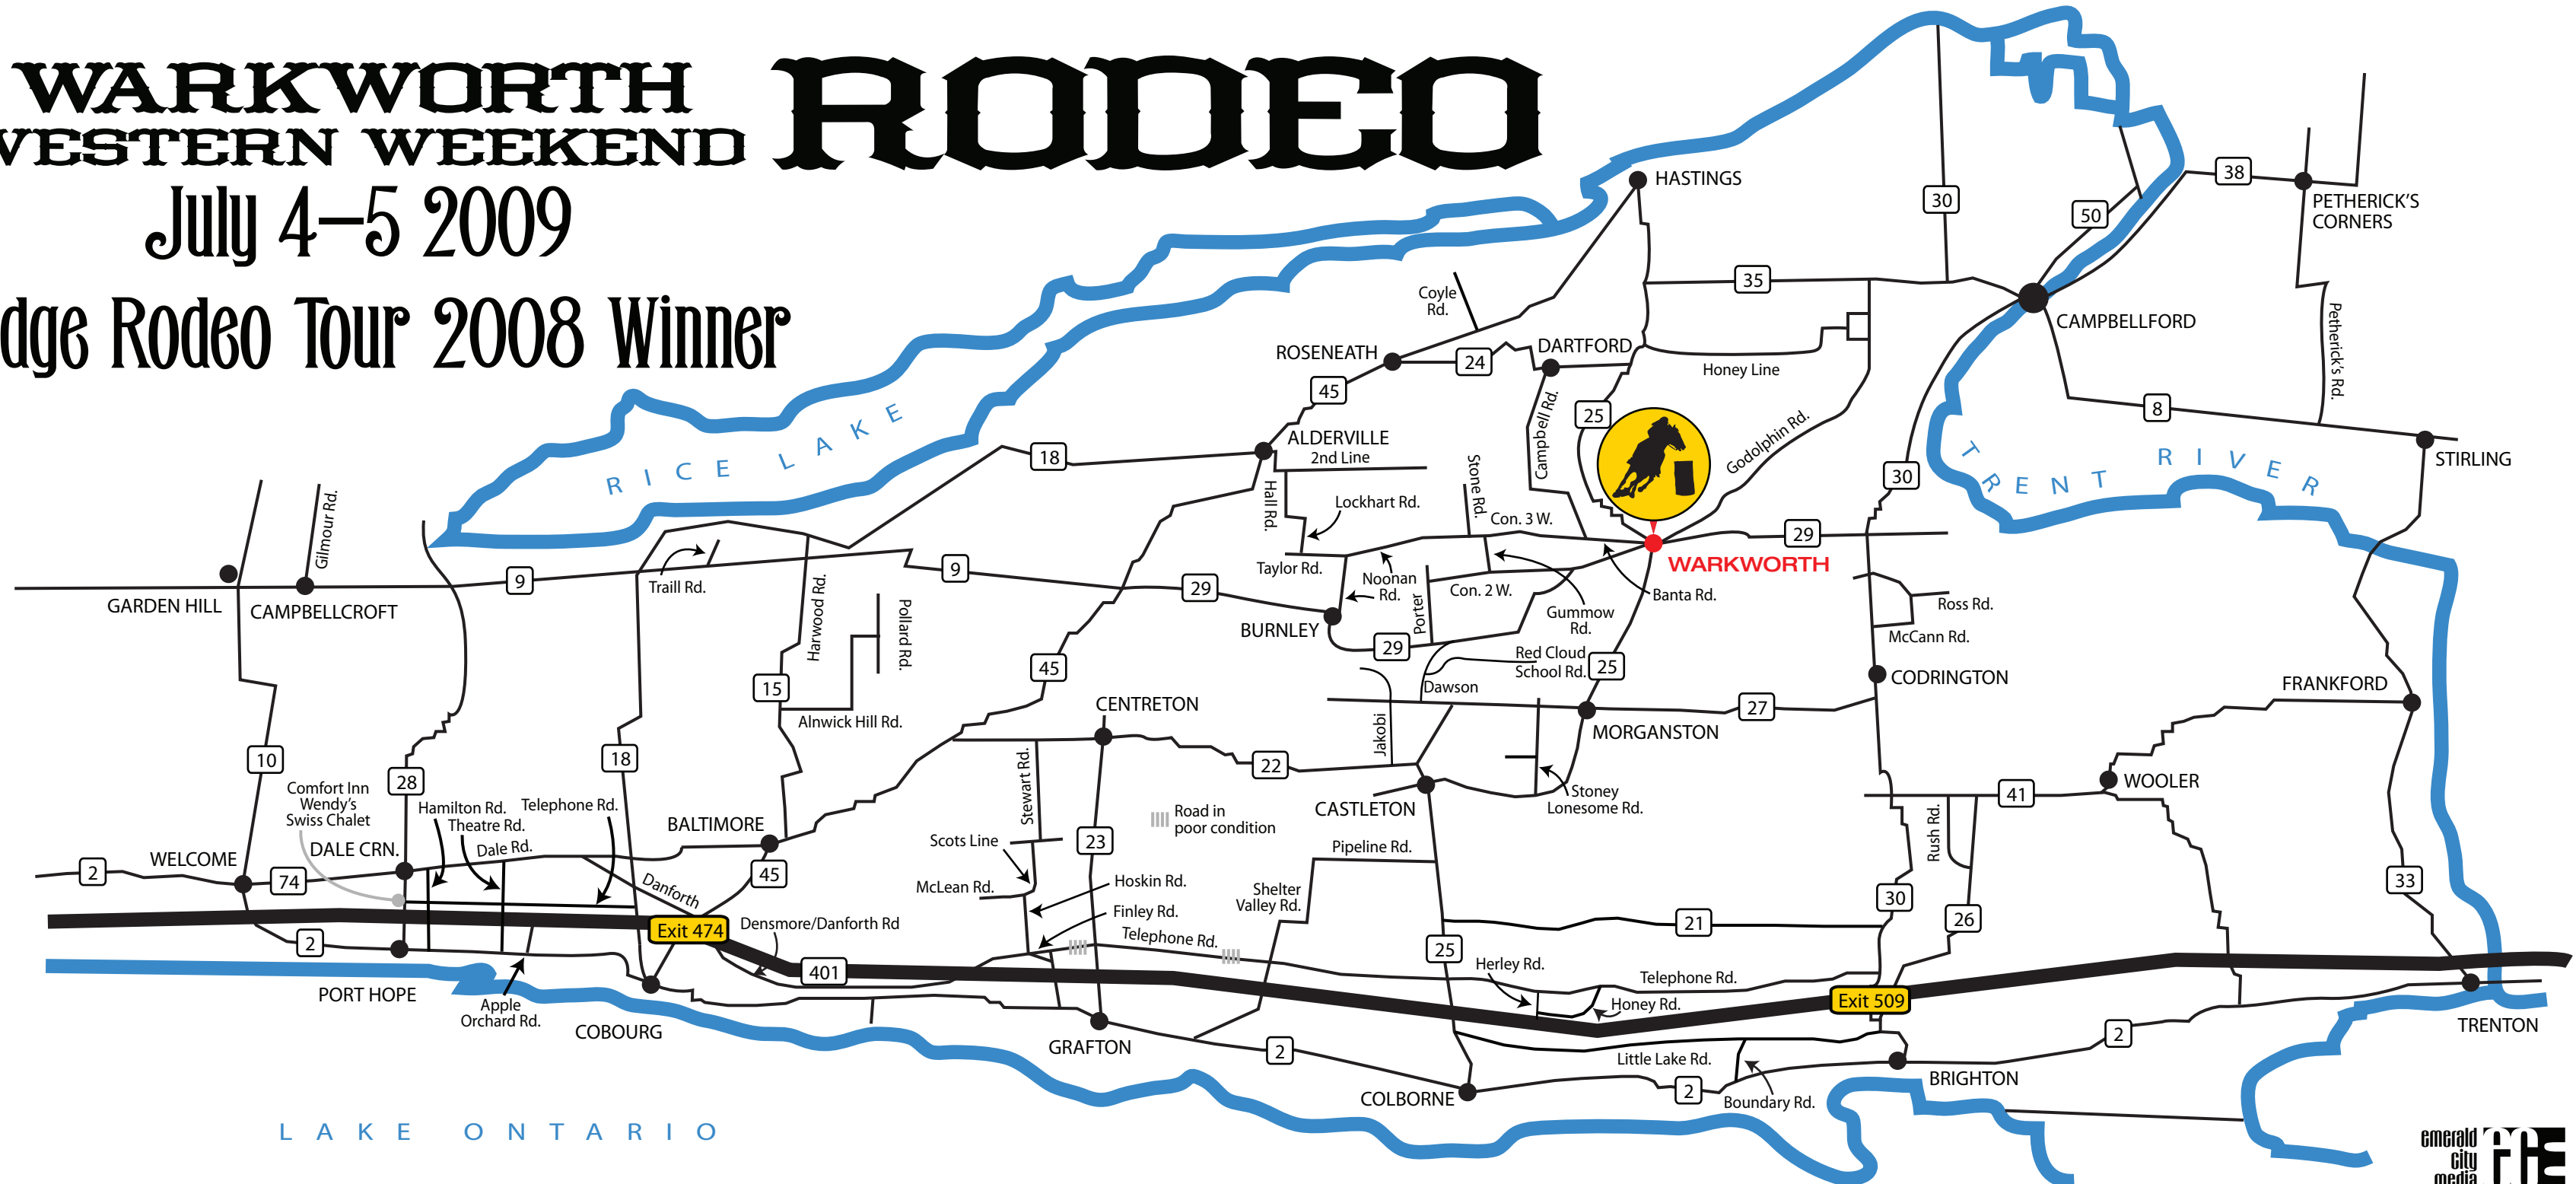 WARKWORTH
WESTERN WEEKEND
RODEO
July 4–5 2009
dge Rodeo Tour 2008 Winner
HASTINGS
30
38
50
PETHERICK'S
CORNERS
35
Coyle
Rd.
CAMPBELLFORD
Petherick's Rd.
ROSENEATH
24
DARTFORD
Honey Line
45
25
Campbell Rd.
8
RICE LAKE
Godolphin Rd.
ALDERVILLE
2nd Line
18
30
TRENT RIVER
STIRLING
Hall Rd.
Stone Rd.
Lockhart Rd.
Con. 3 W.
29
Gilmour Rd.
WARKWORTH
Taylor Rd.
Noonan
Rd.
Con. 2 W.
Banta Rd.
Porter
Gummow
Rd.
GARDEN HILL
CAMPBELLCROFT
9
Traill Rd.
9
29
Harwood Rd.
Pollard Rd.
BURNLEY
29
Ross Rd.
McCann Rd.
Red Cloud
School Rd.
25
45
15
Dawson
CODRINGTON
FRANKFORD
Alnwick Hill Rd.
CENTRETON
Jakobi
MORGANSTON
27
10
28
18
Stewart Rd.
22
Comfort Inn
Wendy's
Swiss Chalet
Hamilton Rd.
Theatre Rd.
Telephone Rd.
CASTLETON
Stoney
Lonesome Rd.
41
WOOLER
Road in
poor condition
BALTIMORE
Scots Line
23
Pipeline Rd.
Rush Rd.
WELCOME
DALE CRN.
Dale Rd.
2
74
45
Danforth
McLean Rd.
Hoskin Rd.
Finley Rd.
Shelter
Valley Rd.
30
33
26
21
Exit 474
Densmore/Danforth Rd
Telephone Rd.
2
25
401
Herley Rd.
Telephone Rd.
Honey Rd.
Exit 509
PORT HOPE
Apple
Orchard Rd.
COBOURG
GRAFTON
2
Little Lake Rd.
2
TRENTON
COLBORNE
2
Boundary Rd.
BRIGHTON
LAKE ONTARIO
emerald
city
media